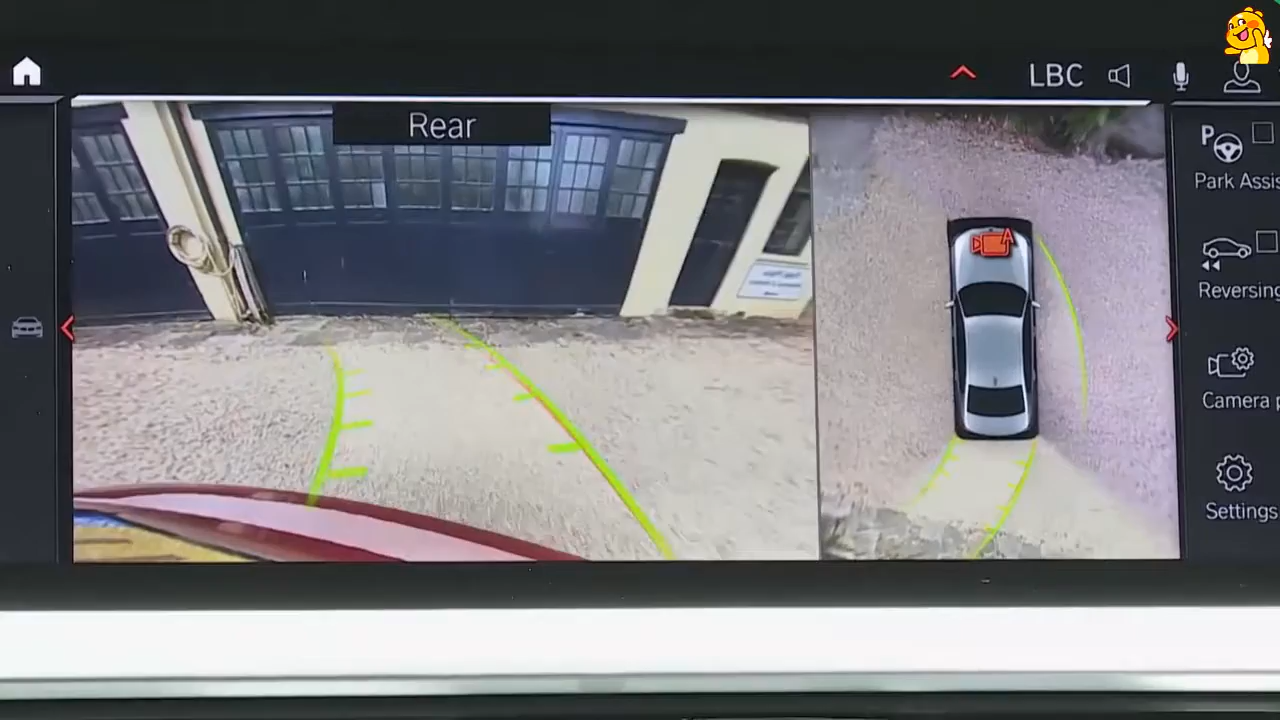 LBC
Rear
P
Park Assis
Reversing
Camera p
Settings